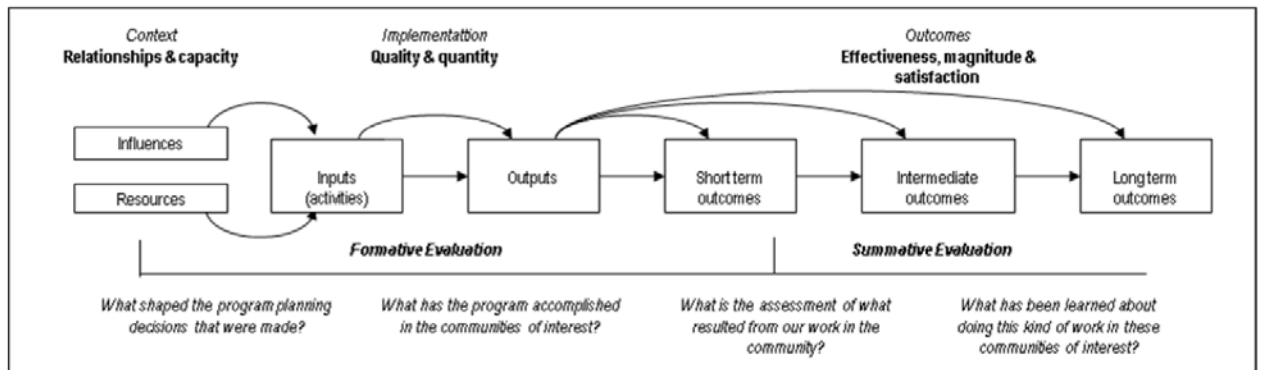 Context
Relationships & capacity
Implementattion
Quality & quantity
Outcomes
Effectiveness, magnitude &
satisfaction
Influences
Resources
Inputs
(activities)
Outputs
Short term
outcomes
Intermediate
outcomes
Long term
outcomes
Formative Evaluation
Summative Evaluation
What shaped the program planning
decisions that were made?
What has the program accomplished
in the communities of interest?
What is the assessment of what
resulted from our work in the
community?
What has been learned about
doing this kind of work in these
communities of interest?